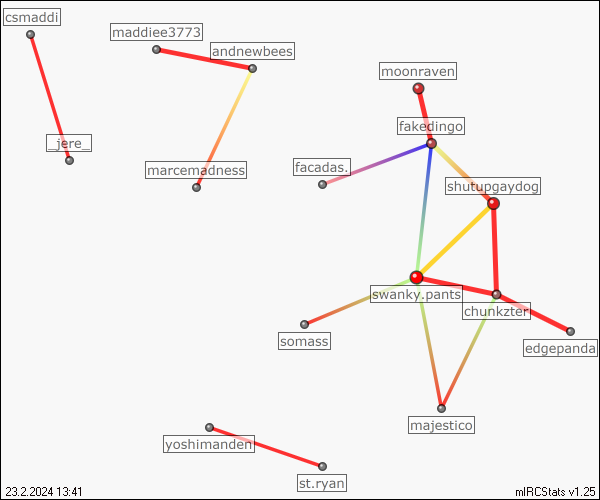 csmaddi
maddiee3773
andnewbees
moonraven
fakedingo
_jere_
marcemadness
facadas.
shutupgaydog
swanky.pants
chunkzter
somass
edgepanda
majestico
yoshimanden
st.ryan
23.2.2024 13:41
mIRCStats v1.25